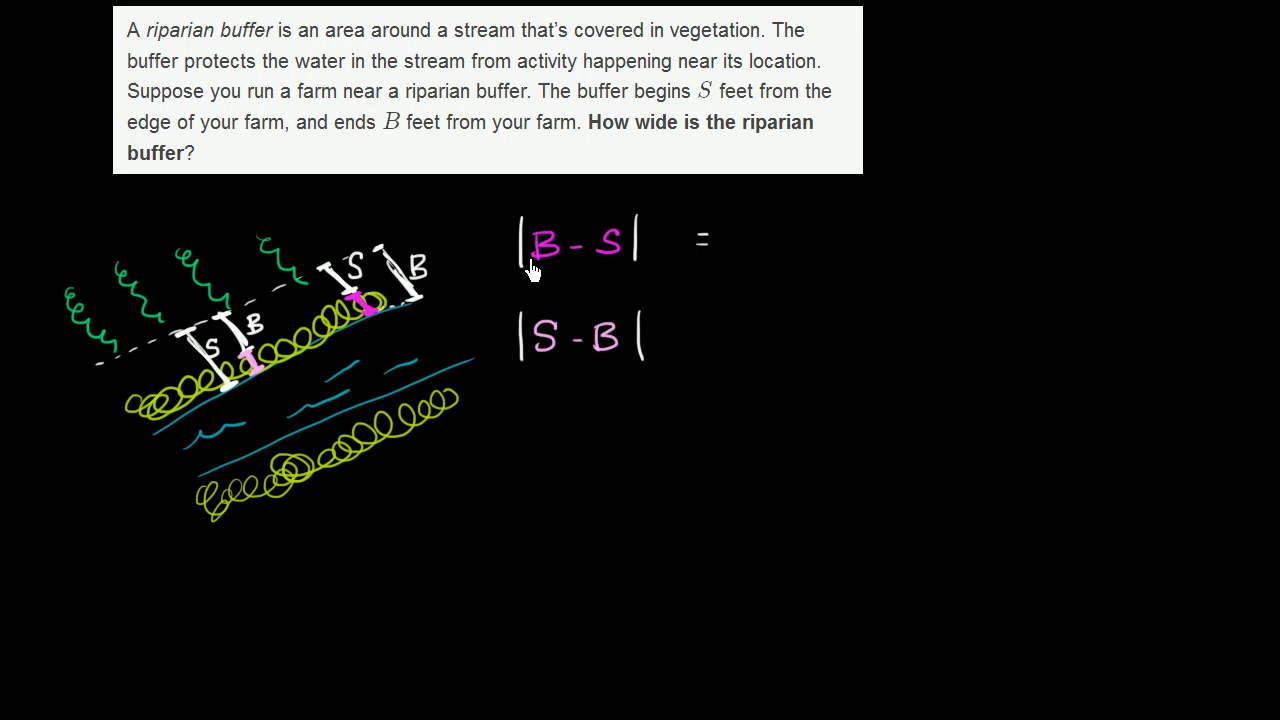 A riparian buffer is an area around a stream that's covered in vegetation. The
buffer protects the water in the stream from activity happening near its location.
Suppose you run a farm near a riparian buffer. The buffer begins S feet from the
edge of your farm, and ends B feet from your farm. How wide is the riparian
buffer?
|B - S| =
S B
B
S
|S - B|